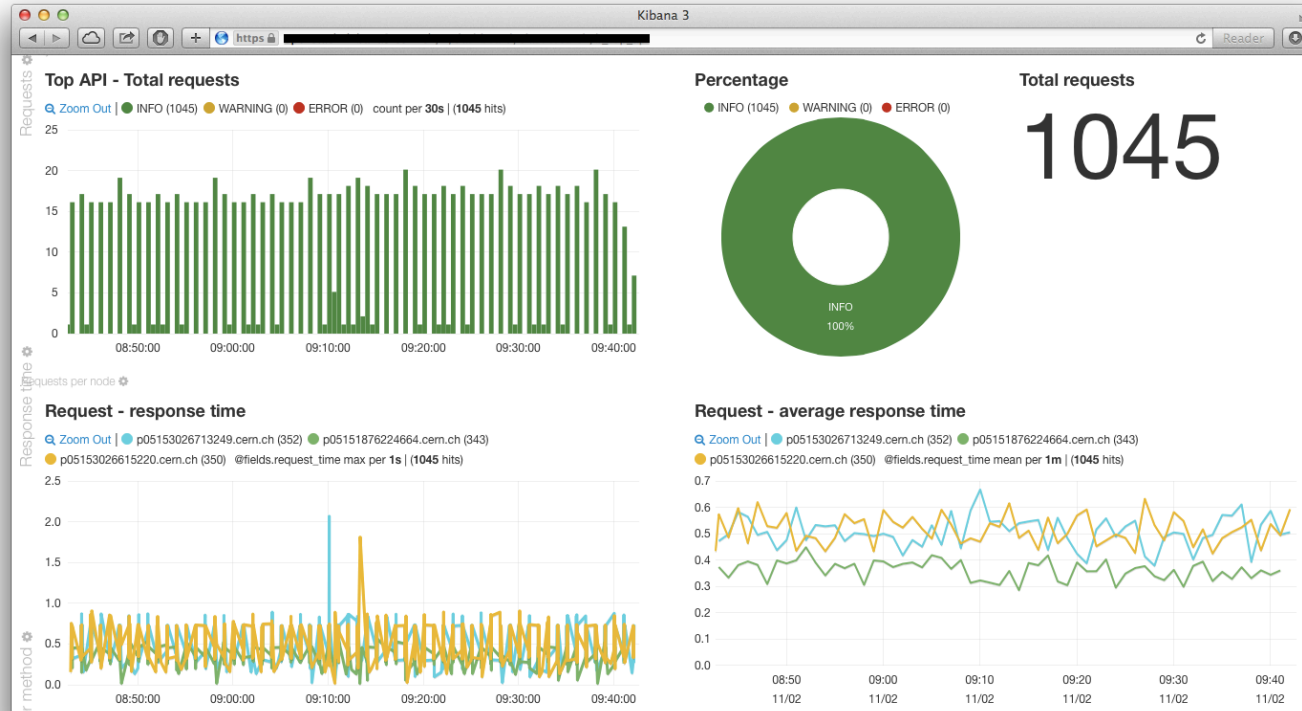 Kibana 3
https
Reader
Requests
Top API - Total requests
Zoom Out | INFO (1045) WARNING (0) ERROR (0) count per 30s | (1045 hits)
25
20
15
10
5
0
08:50:00 09:00:00 09:10:00 09:20:00 09:30:00 09:40:00
Percentage
INFO (1045) WARNING (0) ERROR (0)
INFO
100%
Total requests
1045
Requests per node
Response time
Request - response time
Zoom Out | p05153026713249.cern.ch (352) p05151876224664.cern.ch (343)
p05153026615220.cern.ch (350) @fields.request_time max per 1s | (1045 hits)
2.5
2.0
1.5
1.0
0.5
0.0
08:50:00 09:00:00 09:10:00 09:20:00 09:30:00 09:40:00
Request - average response time
Zoom Out | p05153026713249.cern.ch (352) p05151876224664.cern.ch (343)
p05153026615220.cern.ch (350) @fields.request_time mean per 1m | (1045 hits)
0.7
0.6
0.5
0.4
0.3
0.2
0.1
0.0
08:50 09:00 09:10 09:20 09:30 09:40
11/02 11/02 11/02 11/02 11/02 11/02
method